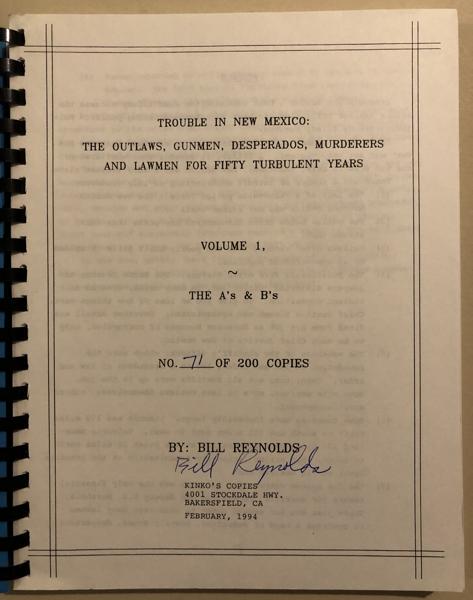 TROUBLE IN NEW MEXICO:
THE OUTLAWS, GUNMEN, DESPERADOS, MURDERERS
AND LAWMEN FOR FIFTY TURBULENT YEARS
VOLUME 1,
~
THE A's & B's
NO. 71 OF 200 COPIES
BY: BILL REYNOLDS
Bill Reynolds
KINKO'S COPIES
4001 STOCKDALE HWY.
BAKERSFIELD, CA
FEBRUARY, 1994